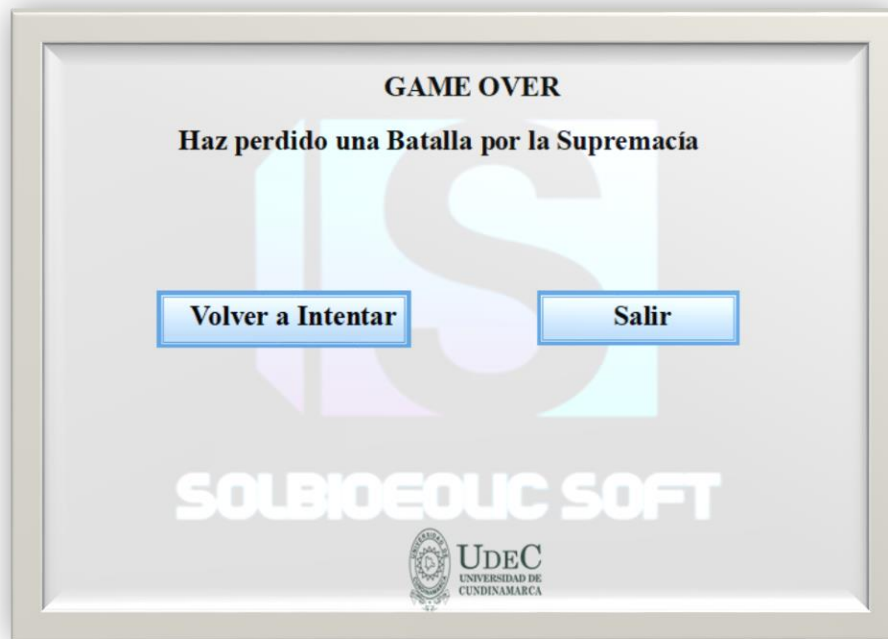 GAME OVER
Haz perdido una Batalla por la Supremacía
Volver a Intentar
Salir
SOLBIOEOLIC SOFT
UDEC
UNIVERSIDAD DE
CUNDINAMARCA